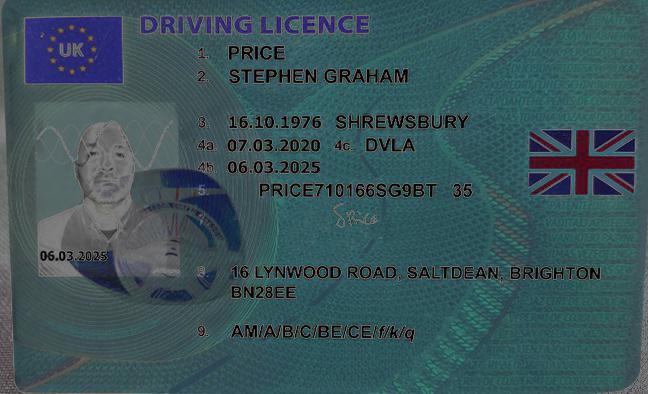 DRIVING LICENCE
UK
1. PRICE
2. STEPHEN GRAHAM
3. 16.10.1976 SHREWSBURY
4a. 07.03.2020 4c. DVLA
4b. 06.03.2025
5. PRICE710166SG9BT 35
S Price
06.03.2025
8. 16 LYNWOOD ROAD, SALTDEAN, BRIGHTON
BN28EE
9. AM/A/B/C/BE/CE/f/k/q